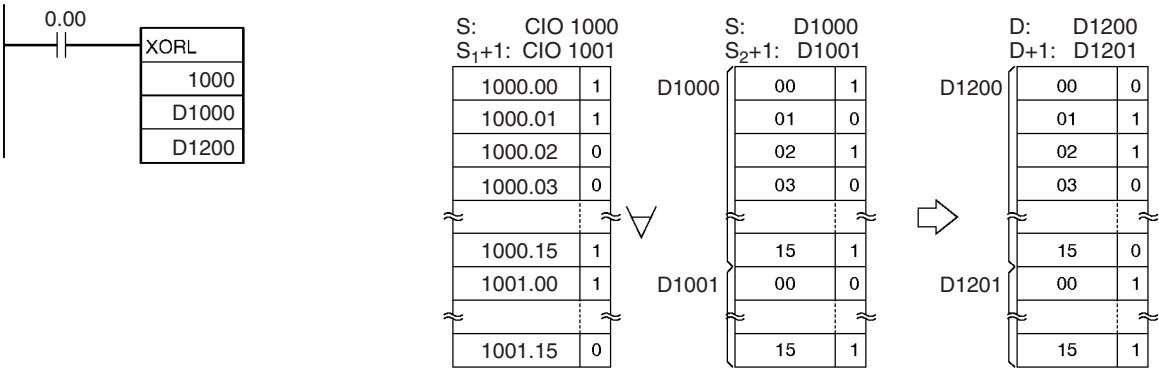 0.00
XORL
1000
D1000
D1200
S: CIO 1000
S₁+1: CIO 1001
1000.00 1
1000.01 1
1000.02 0
1000.03 0
1000.15 1
1001.00 1
1001.15 0
S: D1000
S₂+1: D1001
D1000 00 1
01 0
02 1
03 0
15 1
D1001 00 0
15 1
D: D1200
D+1: D1201
D1200 00 0
01 1
02 1
03 0
15 0
D1201 00 1
15 1